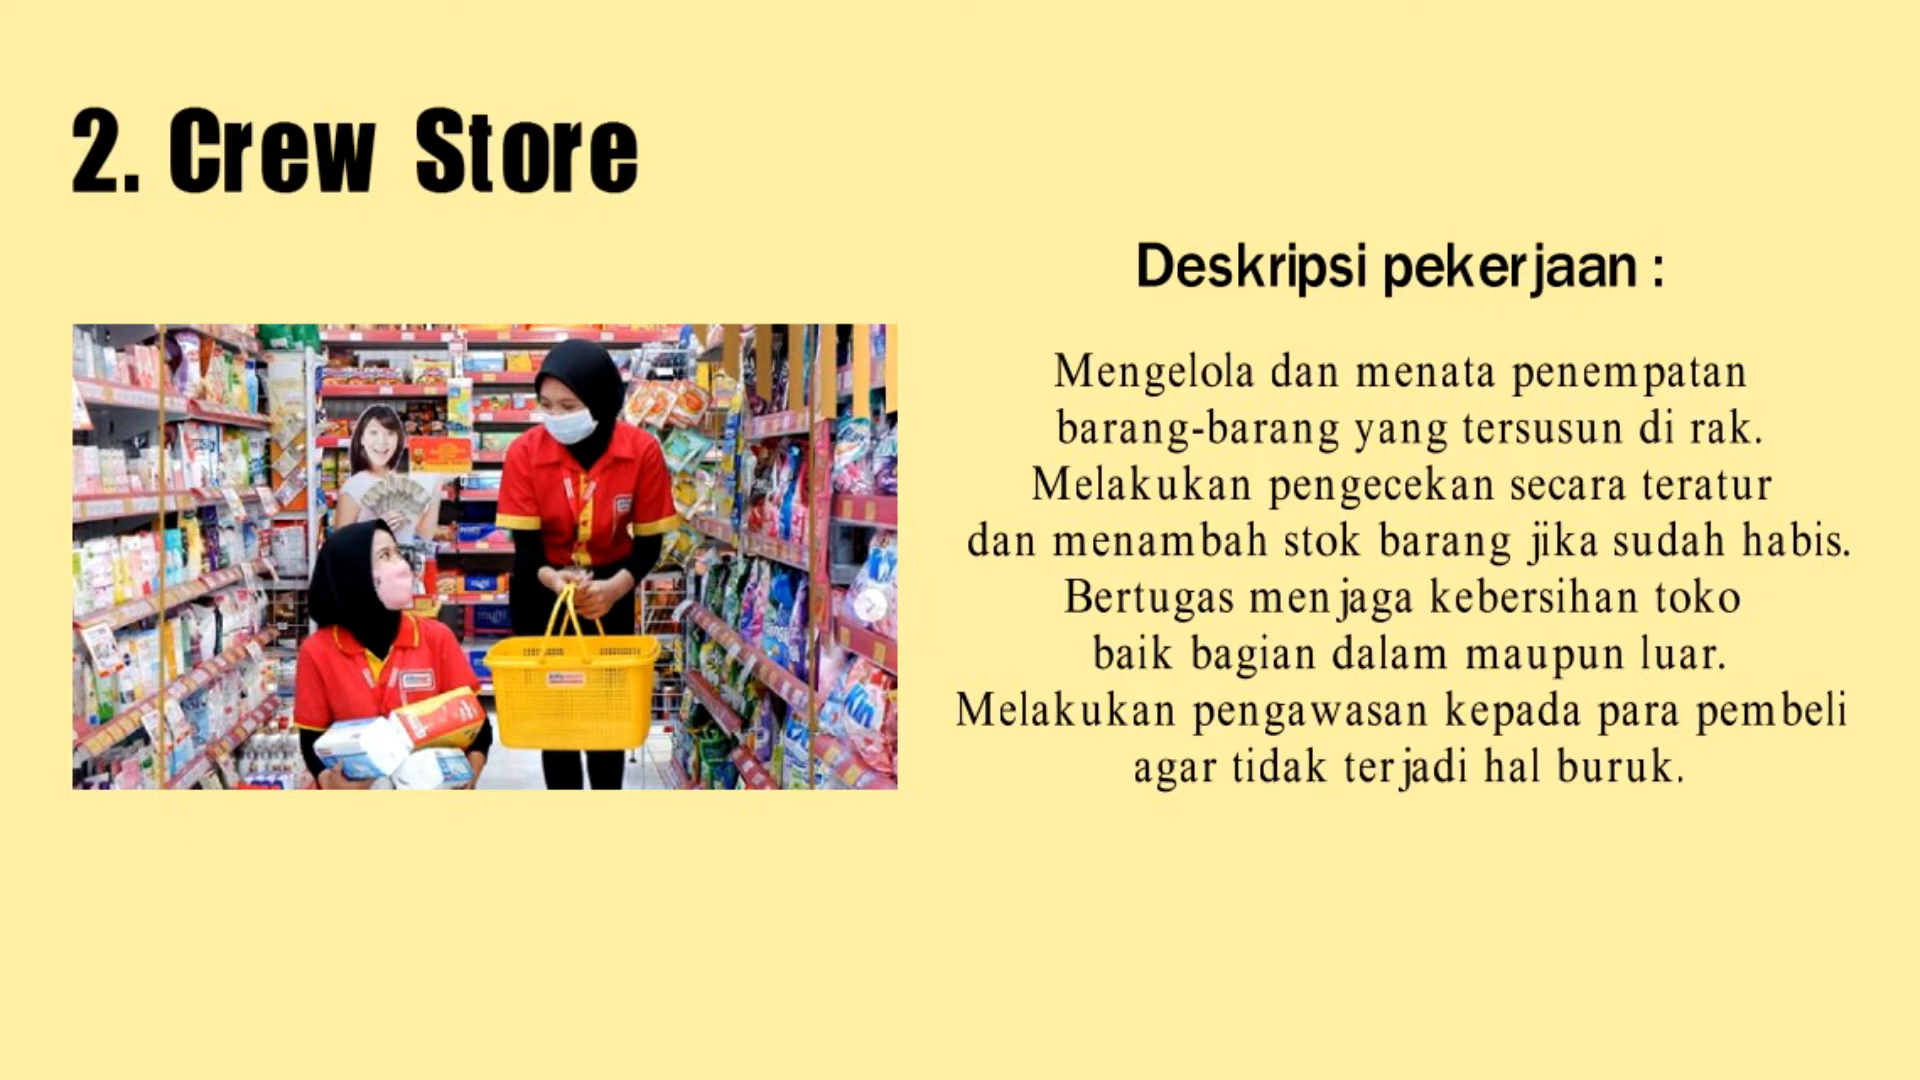 2. Crew Store
Deskripsi pekerjaan :
Mengelola dan menata penempatan
barang-barang yang tersusun di rak.
Melakukan pengecekan secara teratur
dan menambah stok barang jika sudah habis.
Bertugas menjaga kebersihan toko
baik bagian dalam maupun luar.
Melakukan pengawasan kepada para pembeli
agar tidak terjadi hal buruk.